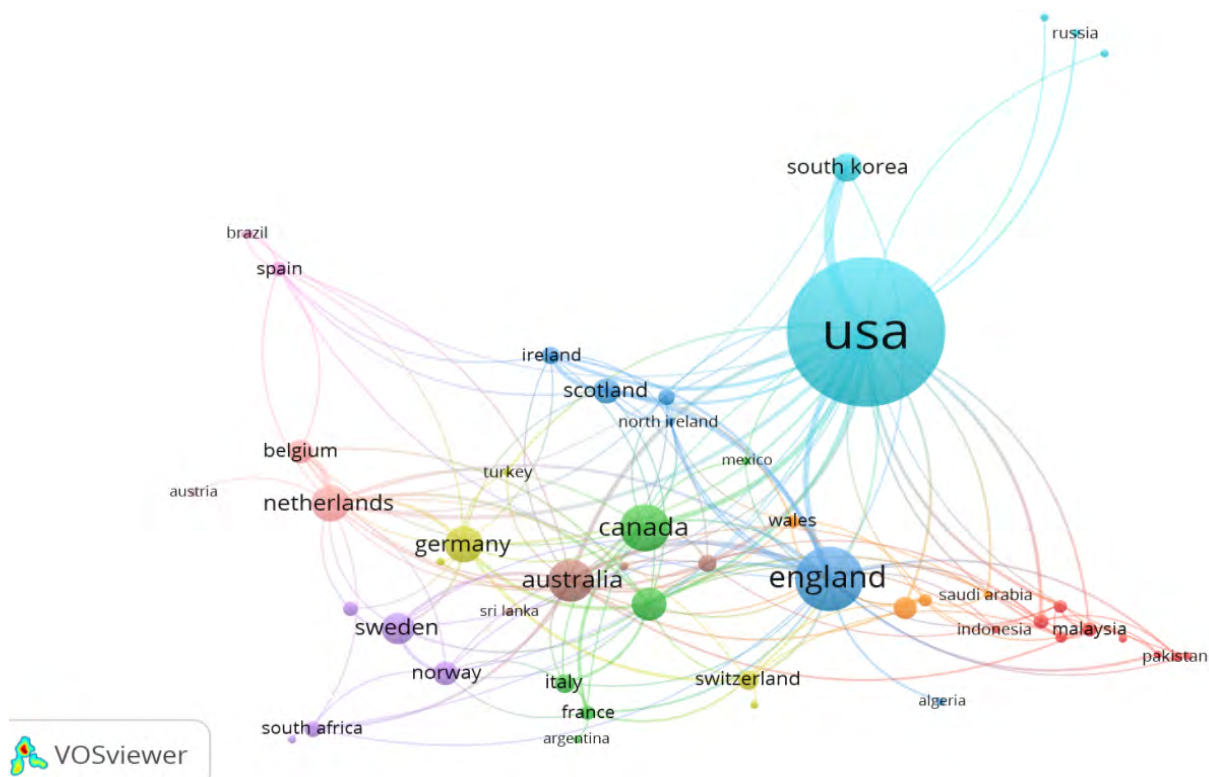 russia
south korea
brazil
spain
usa
ireland
scotland
north ireland
belgium
mexico
turkey
austria
netherlands
wales
canada
germany
australia
england
saudi arabia
sri lanka
sweden
indonesia
malaysia
pakistan
norway
italy
switzerland
algeria
france
south africa
argentina
VOSviewer